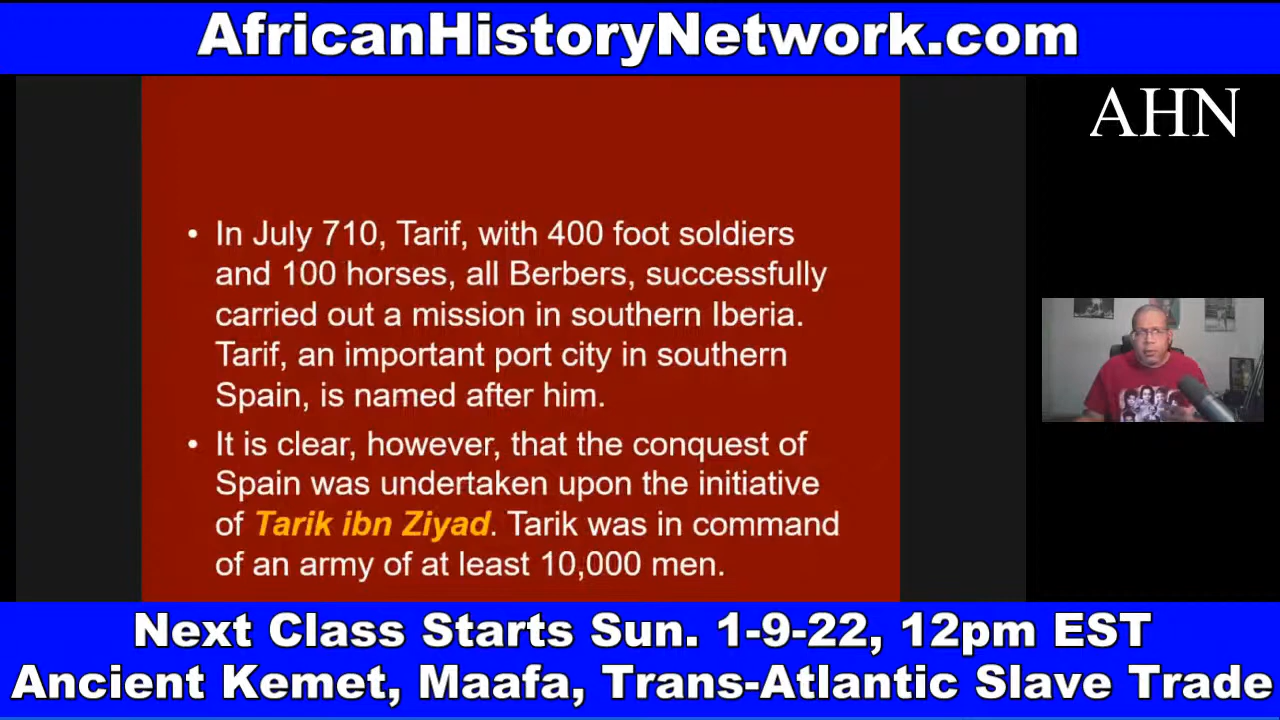 AfricanHistoryNetwork.com
AHN
• In July 710, Tarif, with 400 foot soldiers
and 100 horses, all Berbers, successfully
carried out a mission in southern Iberia.
Tarif, an important port city in southern
Spain, is named after him.
• It is clear, however, that the conquest of
Spain was undertaken upon the initiative
of Tarik ibn Ziyad. Tarik was in command
of an army of at least 10,000 men.
Next Class Starts Sun. 1-9-22, 12pm EST
Ancient Kemet, Maafa, Trans-Atlantic Slave Trade